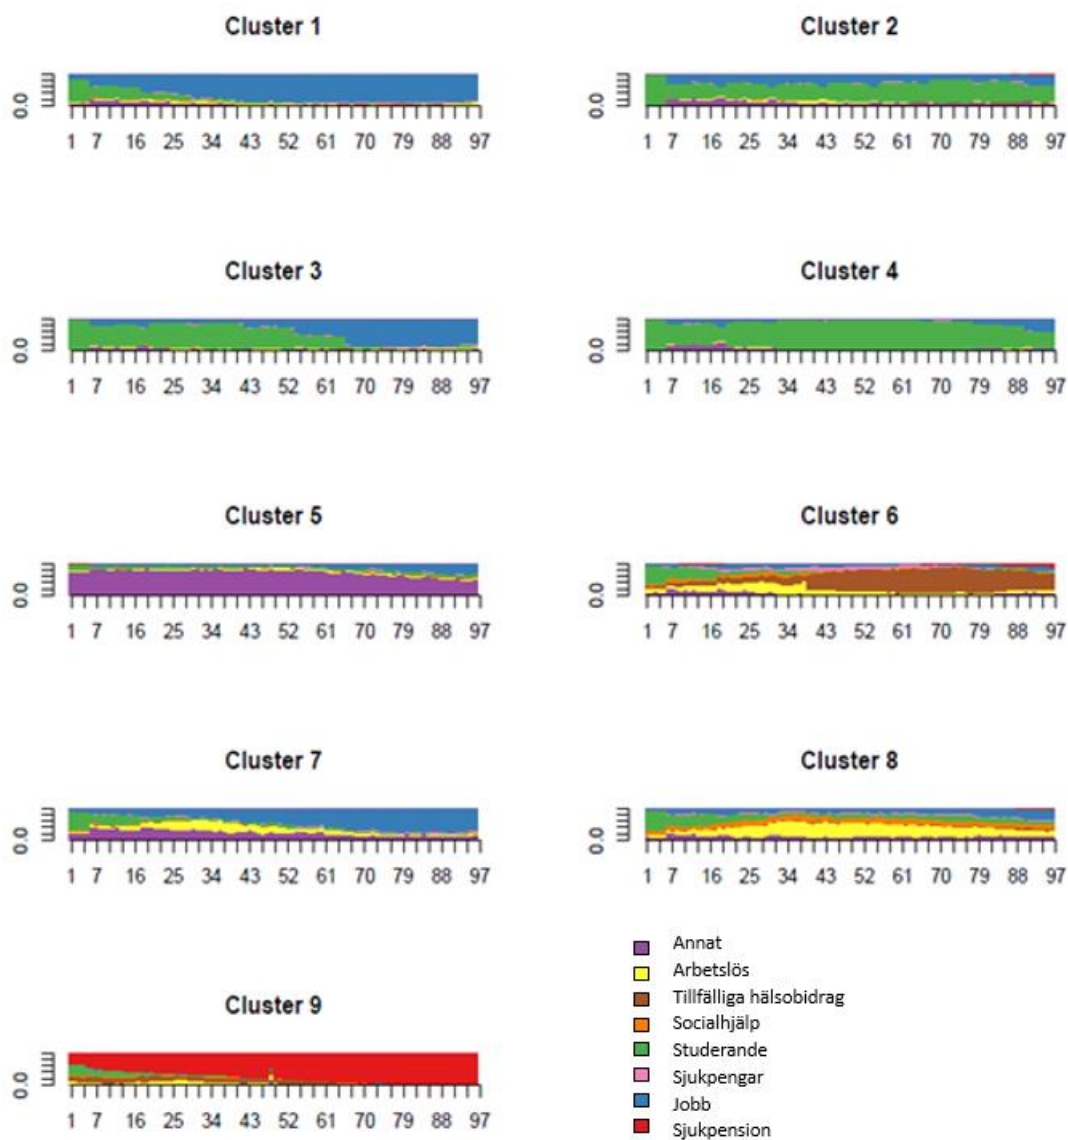 Cluster 1
0.0
1 7 16 25 34 43 52 61 70 79 88 97
Cluster 2
0.0
1 7 16 25 34 43 52 61 70 79 88 97
Cluster 3
0.0
1 7 16 25 34 43 52 61 70 79 88 97
Cluster 4
0.0
1 7 16 25 34 43 52 61 70 79 88 97
Cluster 5
0.0
1 7 16 25 34 43 52 61 70 79 88 97
Cluster 6
0.0
1 7 16 25 34 43 52 61 70 79 88 97
Cluster 7
0.0
1 7 16 25 34 43 52 61 70 79 88 97
Cluster 8
0.0
1 7 16 25 34 43 52 61 70 79 88 97
Cluster 9
0.0
1 7 16 25 34 43 52 61 70 79 88 97
Annat
Arbetslös
Tillfälliga hälsobidrag
Socialhjälp
Studerande
Sjukpengar
Jobb
Sjukpension